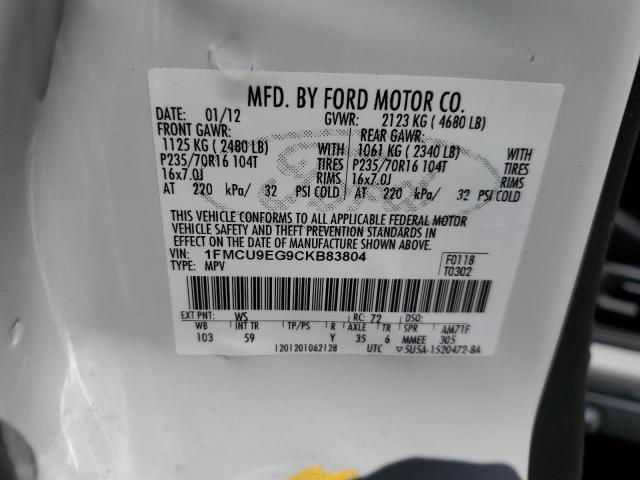 MFD. BY FORD MOTOR CO.
DATE: 01/12 GVWR: 2123 KG ( 4680 LB)
FRONT GAWR: REAR GAWR:
1125 KG ( 2480 LB) WITH 1061 KG ( 2340 LB) WITH
P235/70R16 104T TIRES P235/70R16 104T TIRES
16x7.0J RIMS 16x7.0J RIMS
AT 220 kPa/ 32 PSI COLD AT 220 kPa/ 32 PSI COLD
THIS VEHICLE CONFORMS TO ALL APPLICABLE FEDERAL MOTOR
VEHICLE SAFETY AND THEFT PREVENTION STANDARDS IN
EFFECT ON THE DATE OF MANUFACTURE SHOWN ABOVE.
VIN: 1FMCU9EG9CKB83804 F0118
TYPE: MPV T0302
EXT PNT: WS RC: 72 DSO:
WB INT TR TP/PS R AXLE TR SPR AM71F
103 59 Y 35 6 MMEE 305
1201201062128 UTC 5U5A-1520472-BA